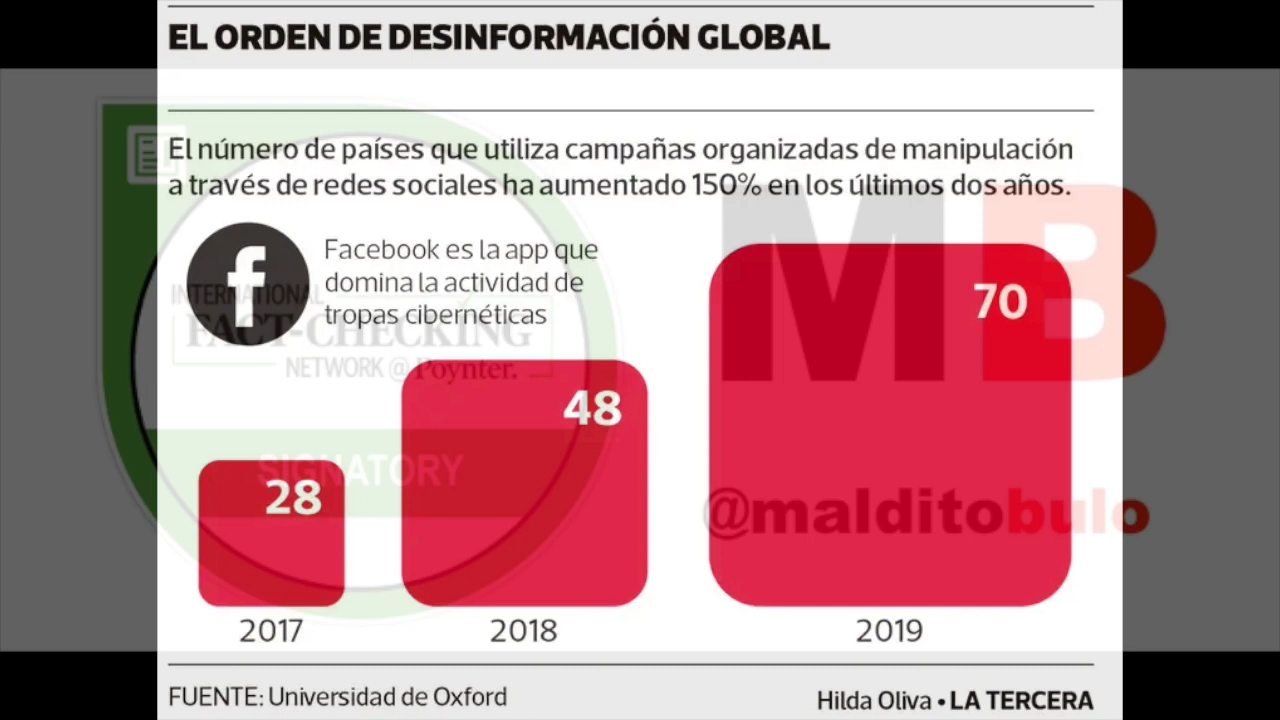 EL ORDEN DE DESINFORMACIÓN GLOBAL
El número de países que utiliza campañas organizadas de manipulación
a través de redes sociales ha aumentado 150% en los últimos dos años.
Facebook es la app que
domina la actividad de
tropas cibernéticas
INTERNATIONAL
FACT-CHECKING
NETWORK @ Poynter.
SIGNATORY
MB
@malditobulo
28
48
70
2017
2018
2019
FUENTE: Universidad de Oxford
Hilda Oliva • LA TERCERA